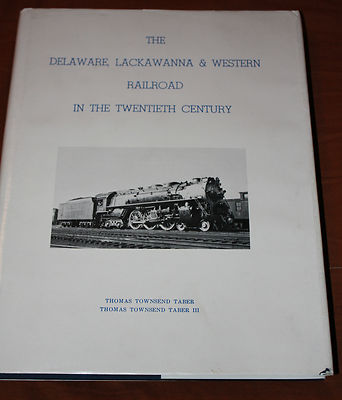 THE
DELAWARE, LACKAWANNA & WESTERN
RAILROAD
IN THE TWENTIETH CENTURY
THOMAS TOWNSEND TABER
THOMAS TOWNSEND TABER III